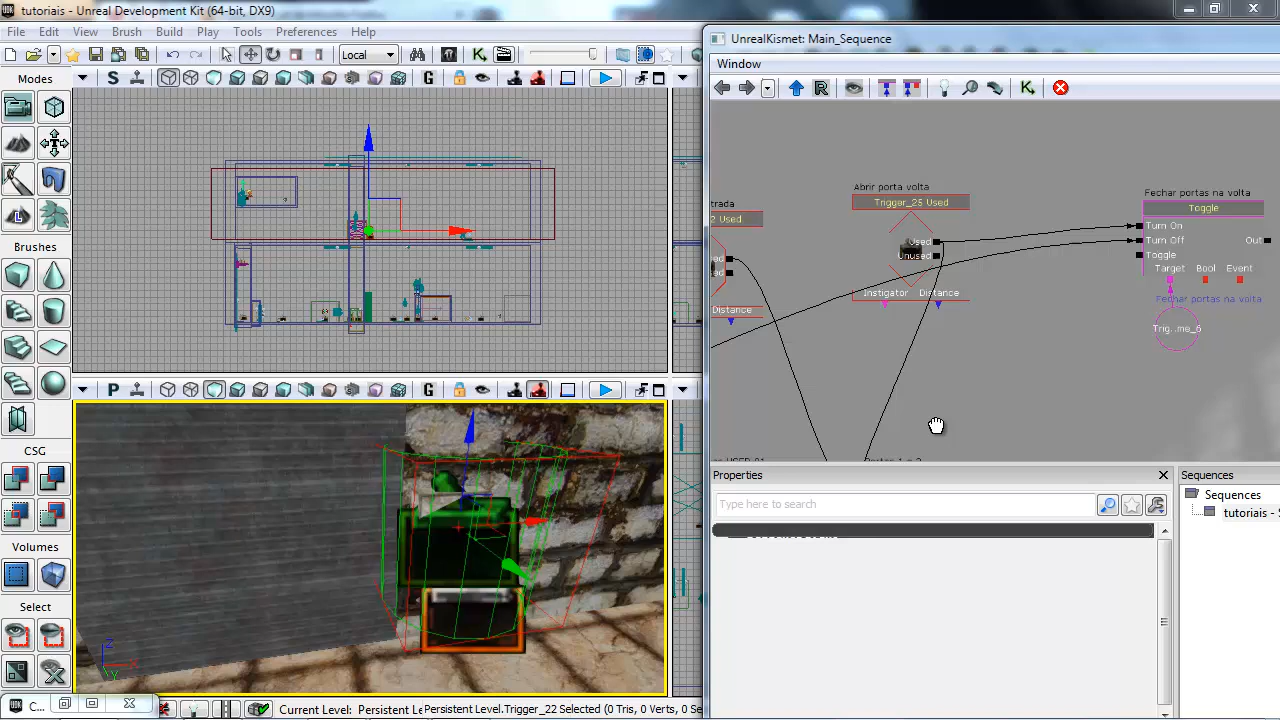 tutoriais - Unreal Development Kit (64-bit, DX9)
File Edit View Brush Build Play Tools Preferences Help
Local
Modes
S
G
Brushes
CSG
Volumes
Select
P
G
Z
X
Y
C...
Current Level: Persistent Le
Persistent Level.Trigger_22 Selected (0 Tris, 0 Verts, 0 Se
UnrealKismet: Main_Sequence
Window
R
K
trada
2 Used
ed
ed
Distance
Abrir porta volta
Trigger_25 Used
Used
Unused
Instigator Distance
Fechar portas na volta
Toggle
Turn On
Turn Off Out
Toggle
Target Bool Event
Fechar portas na volta
Trig..me_6
Properties
Type here to search
Sequences
Sequences
tutoriais - S